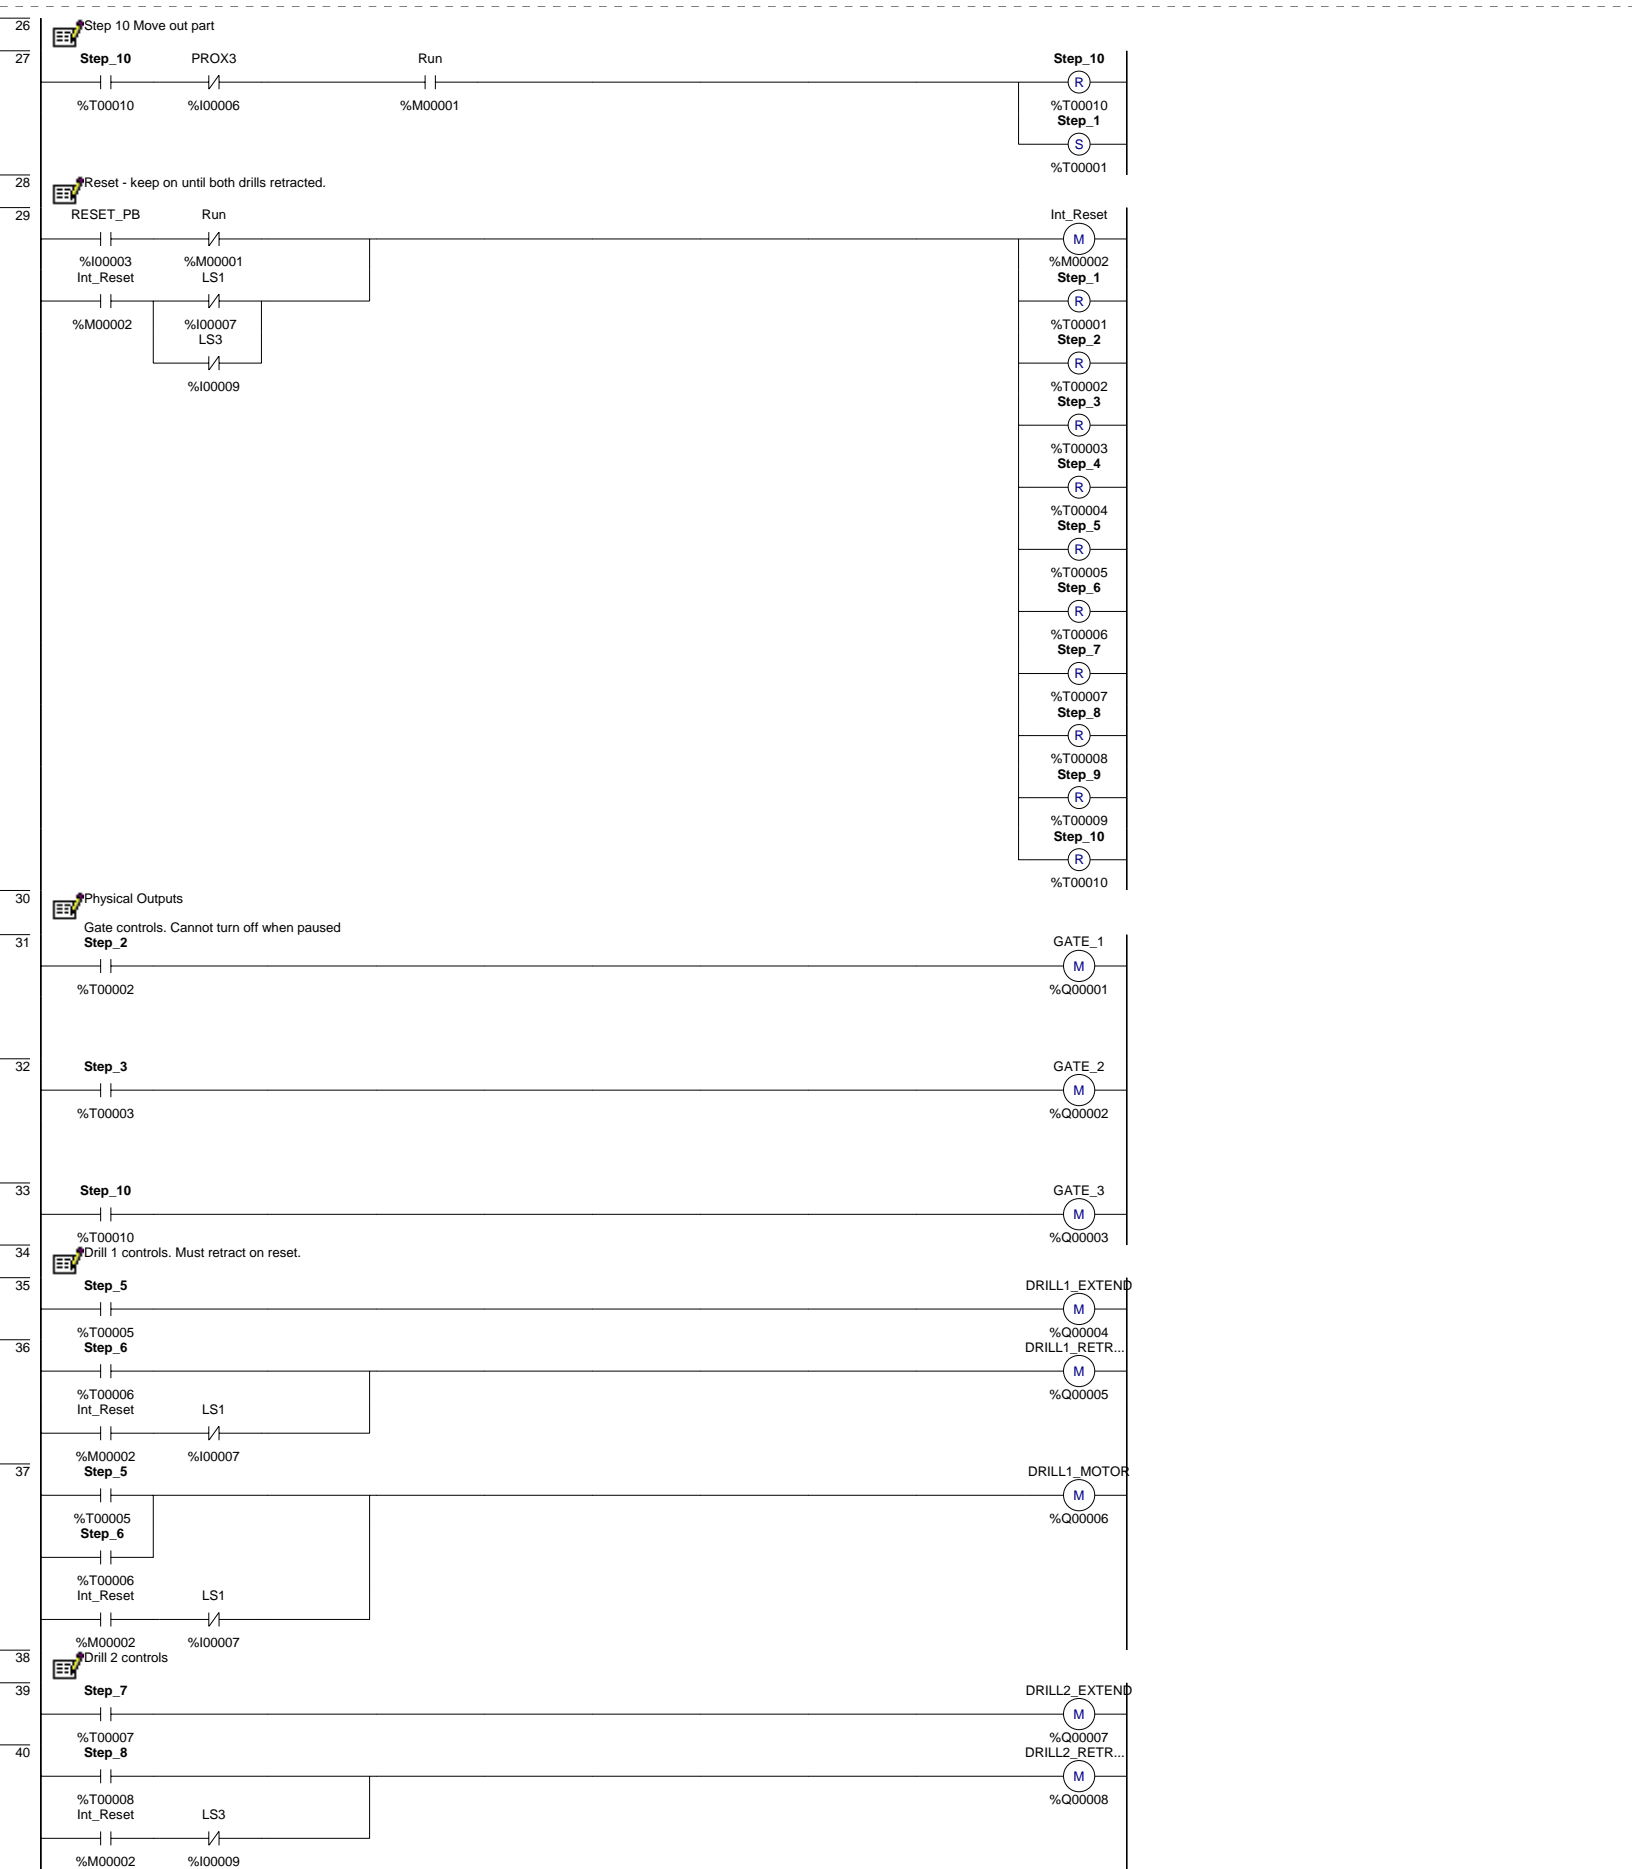 26 Step 10 Move out part
27 Step_10 PROX3 Run Step_10
R
%T00010 %I00006 %M00001 %T00010
Step_1
S
%T00001
28 Reset - keep on until both drills retracted.
29 RESET_PB Run Int_Reset
M
%I00003 %M00001 %M00002
Int_Reset LS1 Step_1
R
%M00002 %I00007 %T00001
LS3 Step_2
R
%I00009 %T00002
Step_3
R
%T00003
Step_4
R
%T00004
Step_5
R
%T00005
Step_6
R
%T00006
Step_7
R
%T00007
Step_8
R
%T00008
Step_9
R
%T00009
Step_10
R
%T00010
30 Physical Outputs
Gate controls. Cannot turn off when paused
31 Step_2 GATE_1
M
%T00002 %Q00001
32 Step_3 GATE_2
M
%T00003 %Q00002
33 Step_10 GATE_3
M
%T00010 %Q00003
34 Drill 1 controls. Must retract on reset.
35 Step_5 DRILL1_EXTEND
M
%T00005 %Q00004
36 Step_6 DRILL1_RETR...
M
%T00006 %Q00005
Int_Reset LS1
%M00002 %I00007
37 Step_5 DRILL1_MOTOR
M
%T00005 %Q00006
Step_6
%T00006
Int_Reset LS1
%M00002 %I00007
38 Drill 2 controls
39 Step_7 DRILL2_EXTEND
M
%T00007 %Q00007
40 Step_8 DRILL2_RETR...
M
%T00008 %Q00008
Int_Reset LS3
%M00002 %I00009